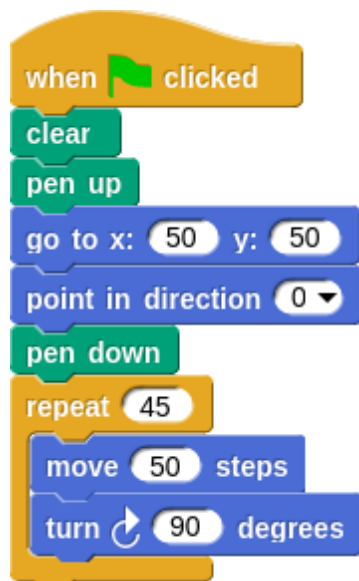 when clicked
clear
pen up
go to x: 50 y: 50
point in direction 0
pen down
repeat 45
move 50 steps
turn 90 degrees